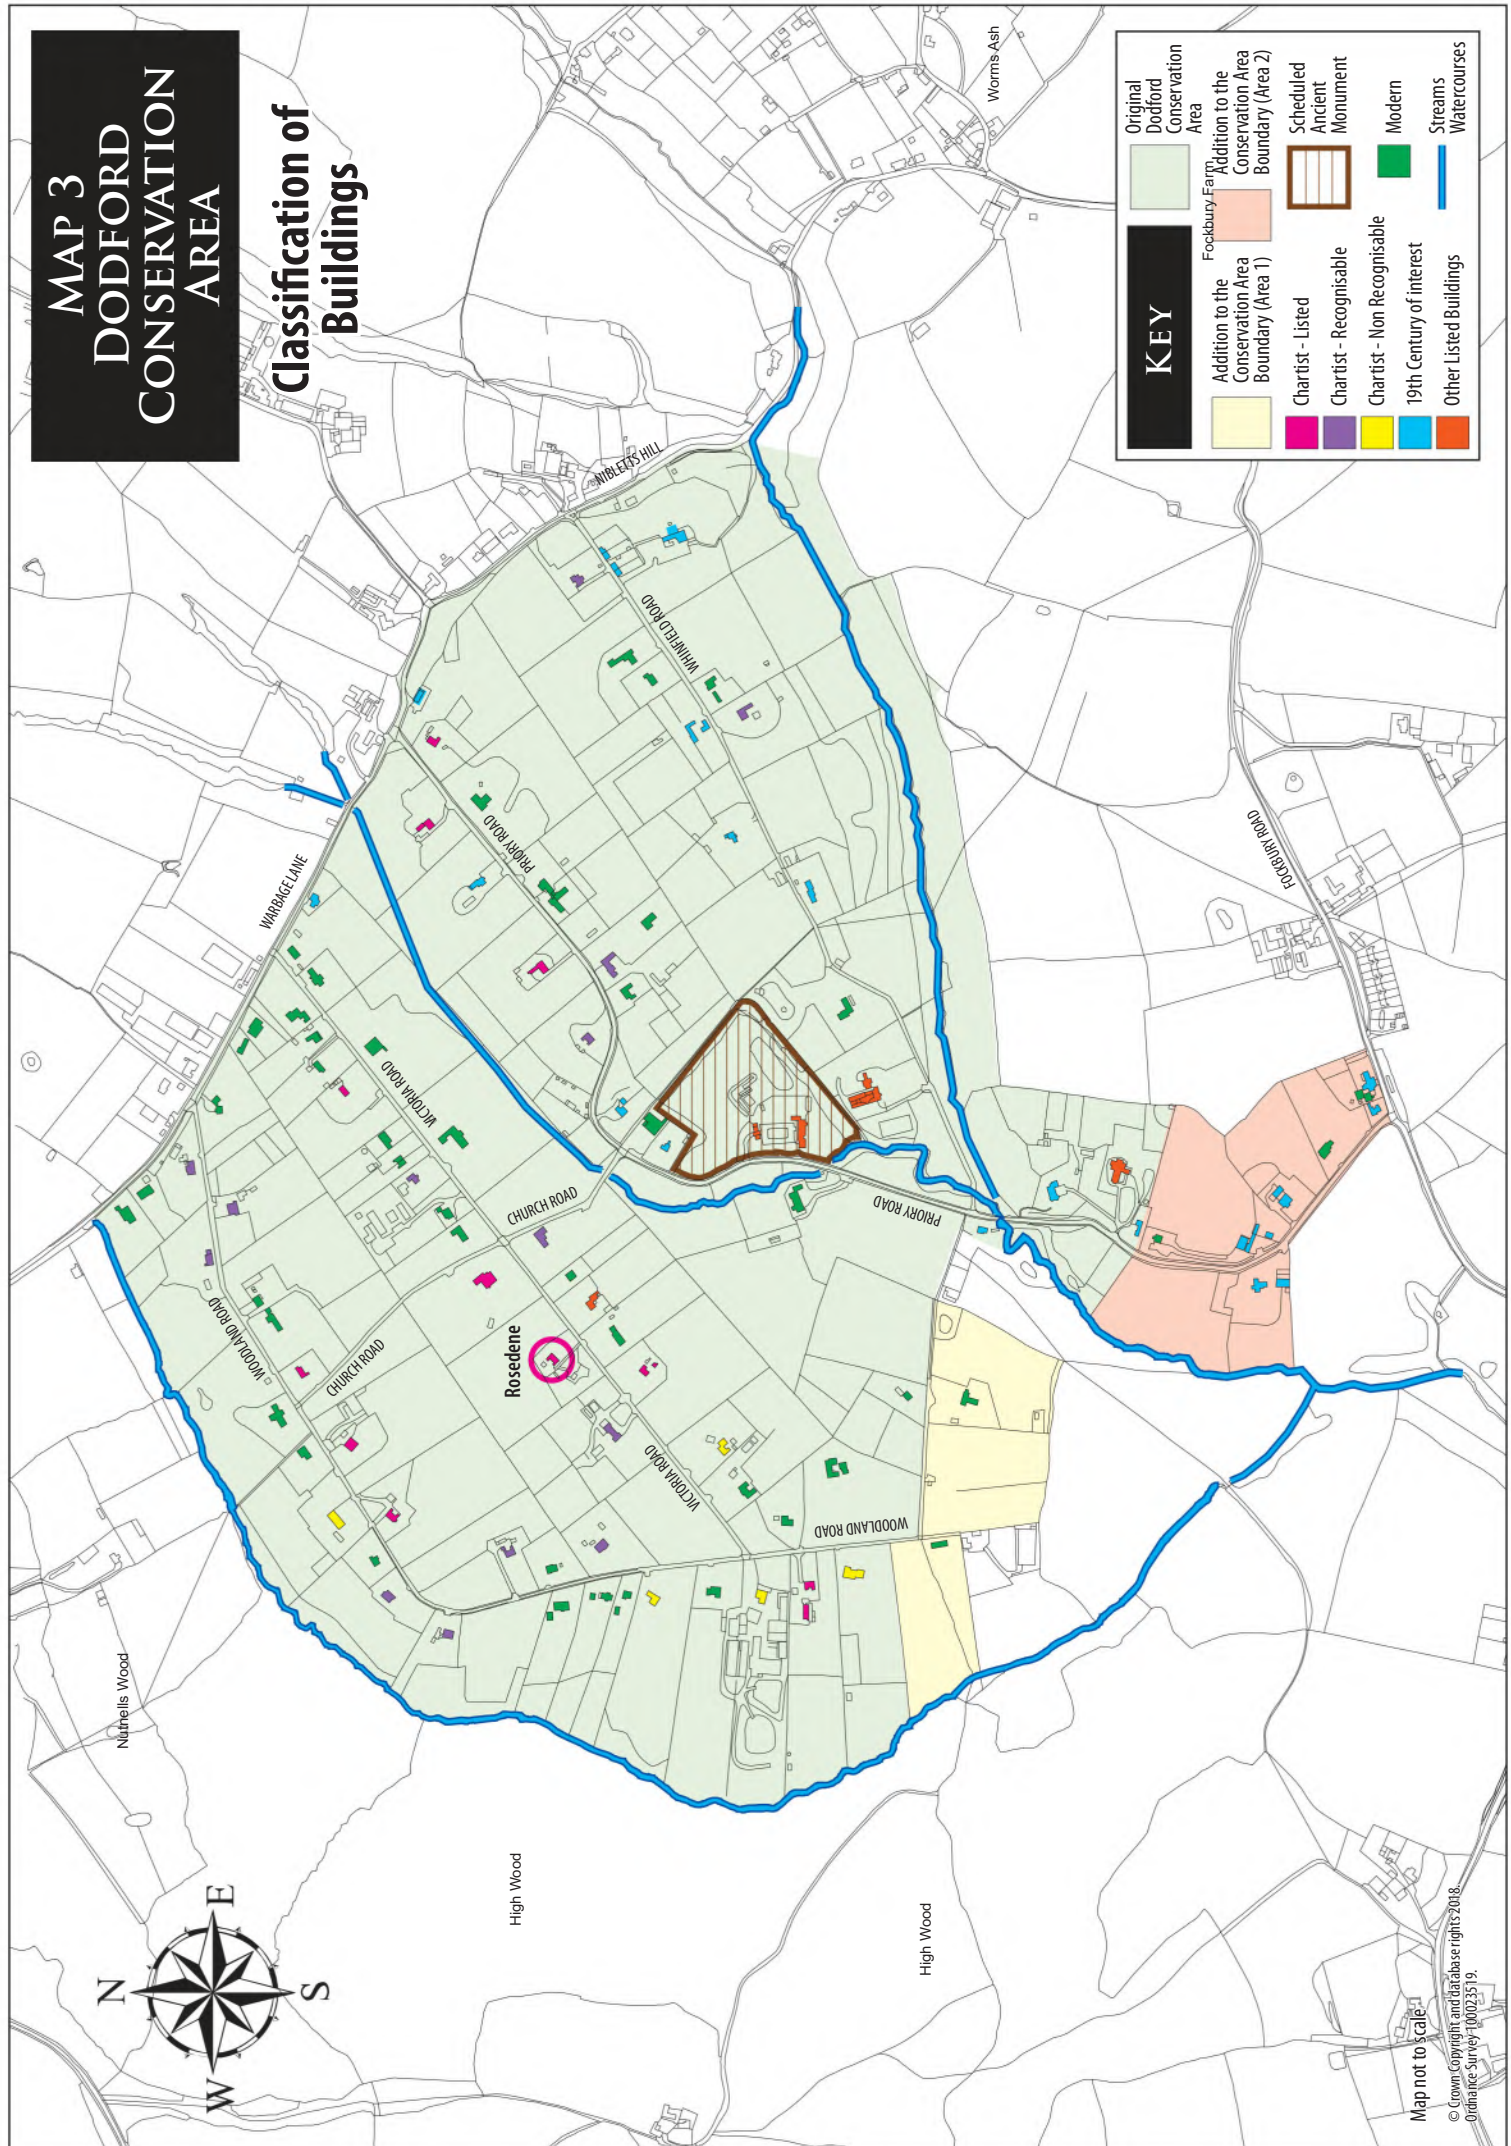 MAP 3
DODFORD
CONSERVATION
AREA
Classification of
Buildings
N
E
S
W
Nutnells Wood
High Wood
High Wood
Worms Ash
NIBLETTS HILL
WARBAGE LANE
WHINFIELD ROAD
PRIORY ROAD
VICTORIA ROAD
CHURCH ROAD
WOODLAND ROAD
CHURCH ROAD
Rosedene
VICTORIA ROAD
WOODLAND ROAD
PRIORY ROAD
FOCKBURY ROAD
Fockbury Farm
KEY
Original
Dodford
Conservation
Area
Addition to the
Conservation Area
Boundary (Area 1)
Addition to the
Conservation Area
Boundary (Area 2)
Chartist - Listed
Chartist - Recognisable
Chartist - Non Recognisable
19th Century of interest
Other Listed Buildings
Scheduled
Ancient
Monument
Modern
Streams
Watercourses
Map not to scale.
© Crown Copyright and database rights 2018.
Ordnance Survey 100023519.